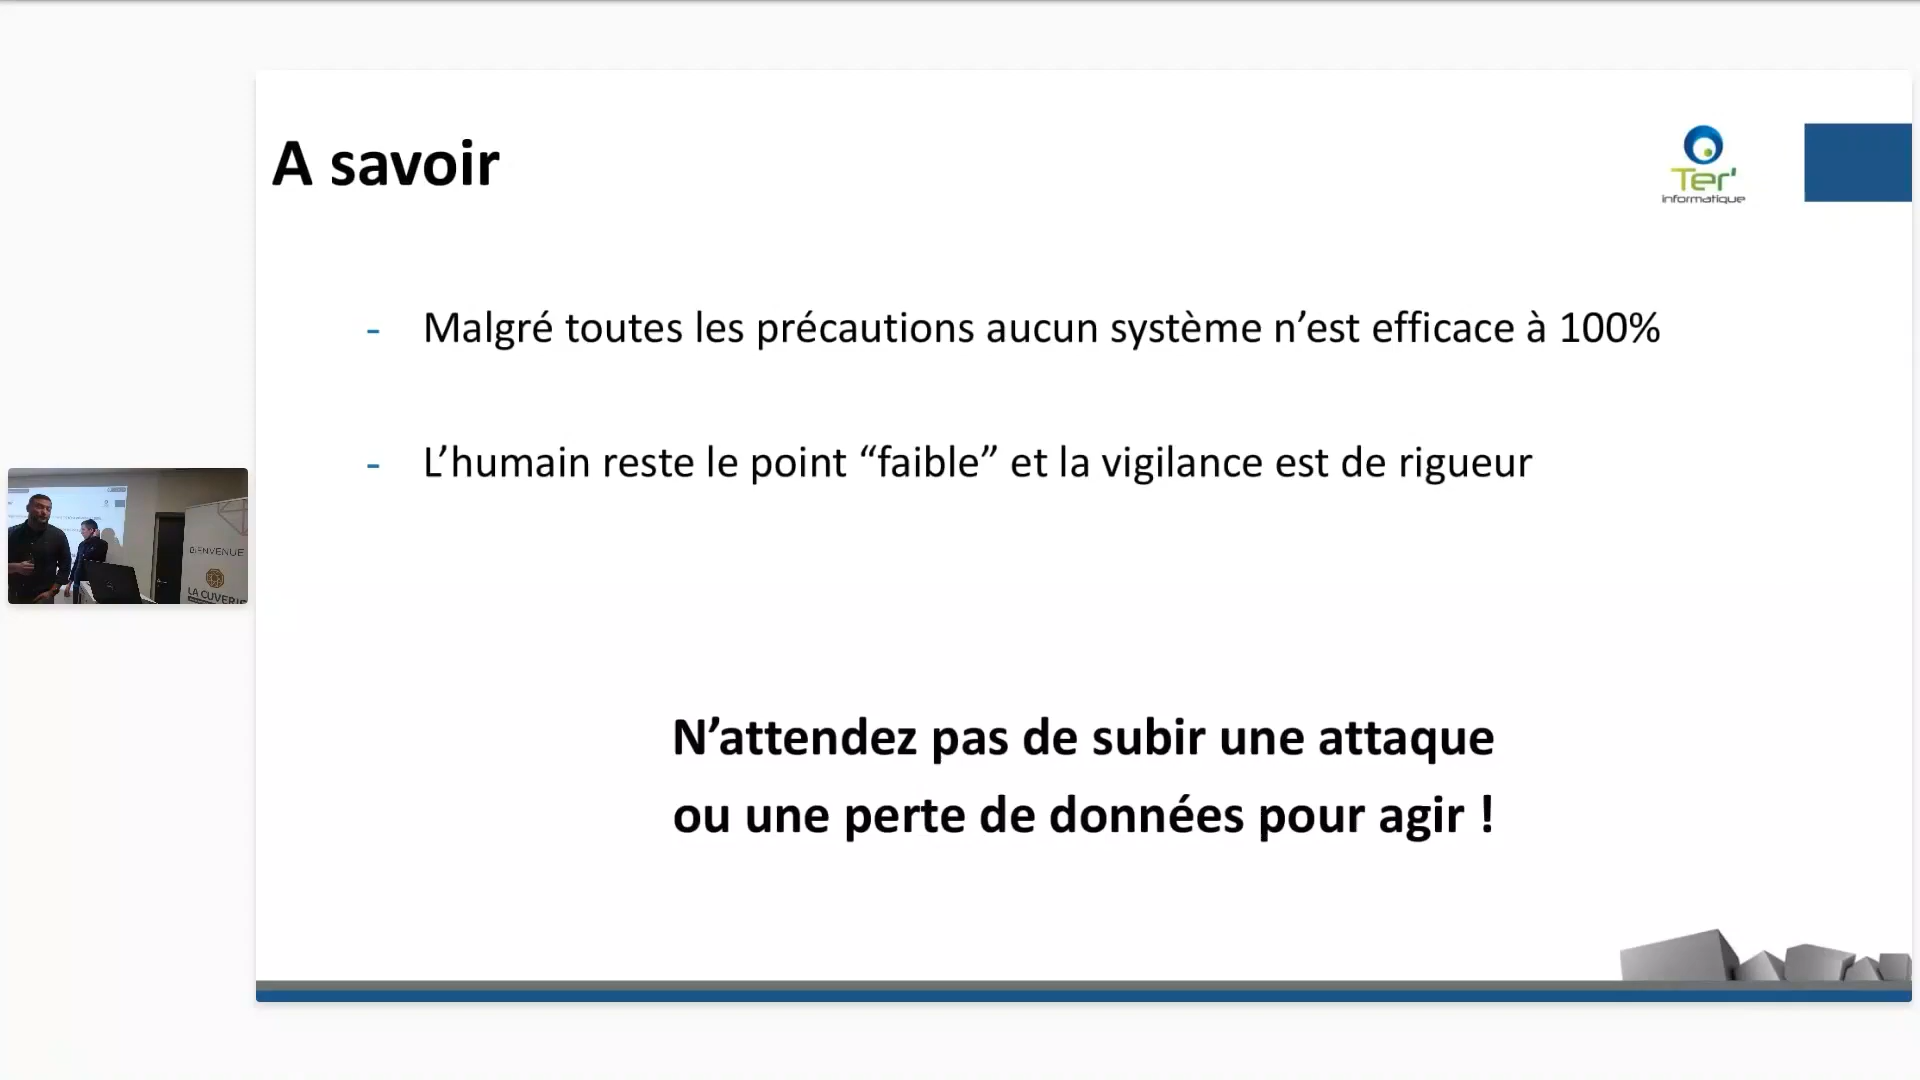 A savoir
Ter'
informatique
- Malgré toutes les précautions aucun système n’est efficace à 100%
- L’humain reste le point “faible” et la vigilance est de rigueur
BIENVENUE
LA CUVERIE
N’attendez pas de subir une attaque
ou une perte de données pour agir !